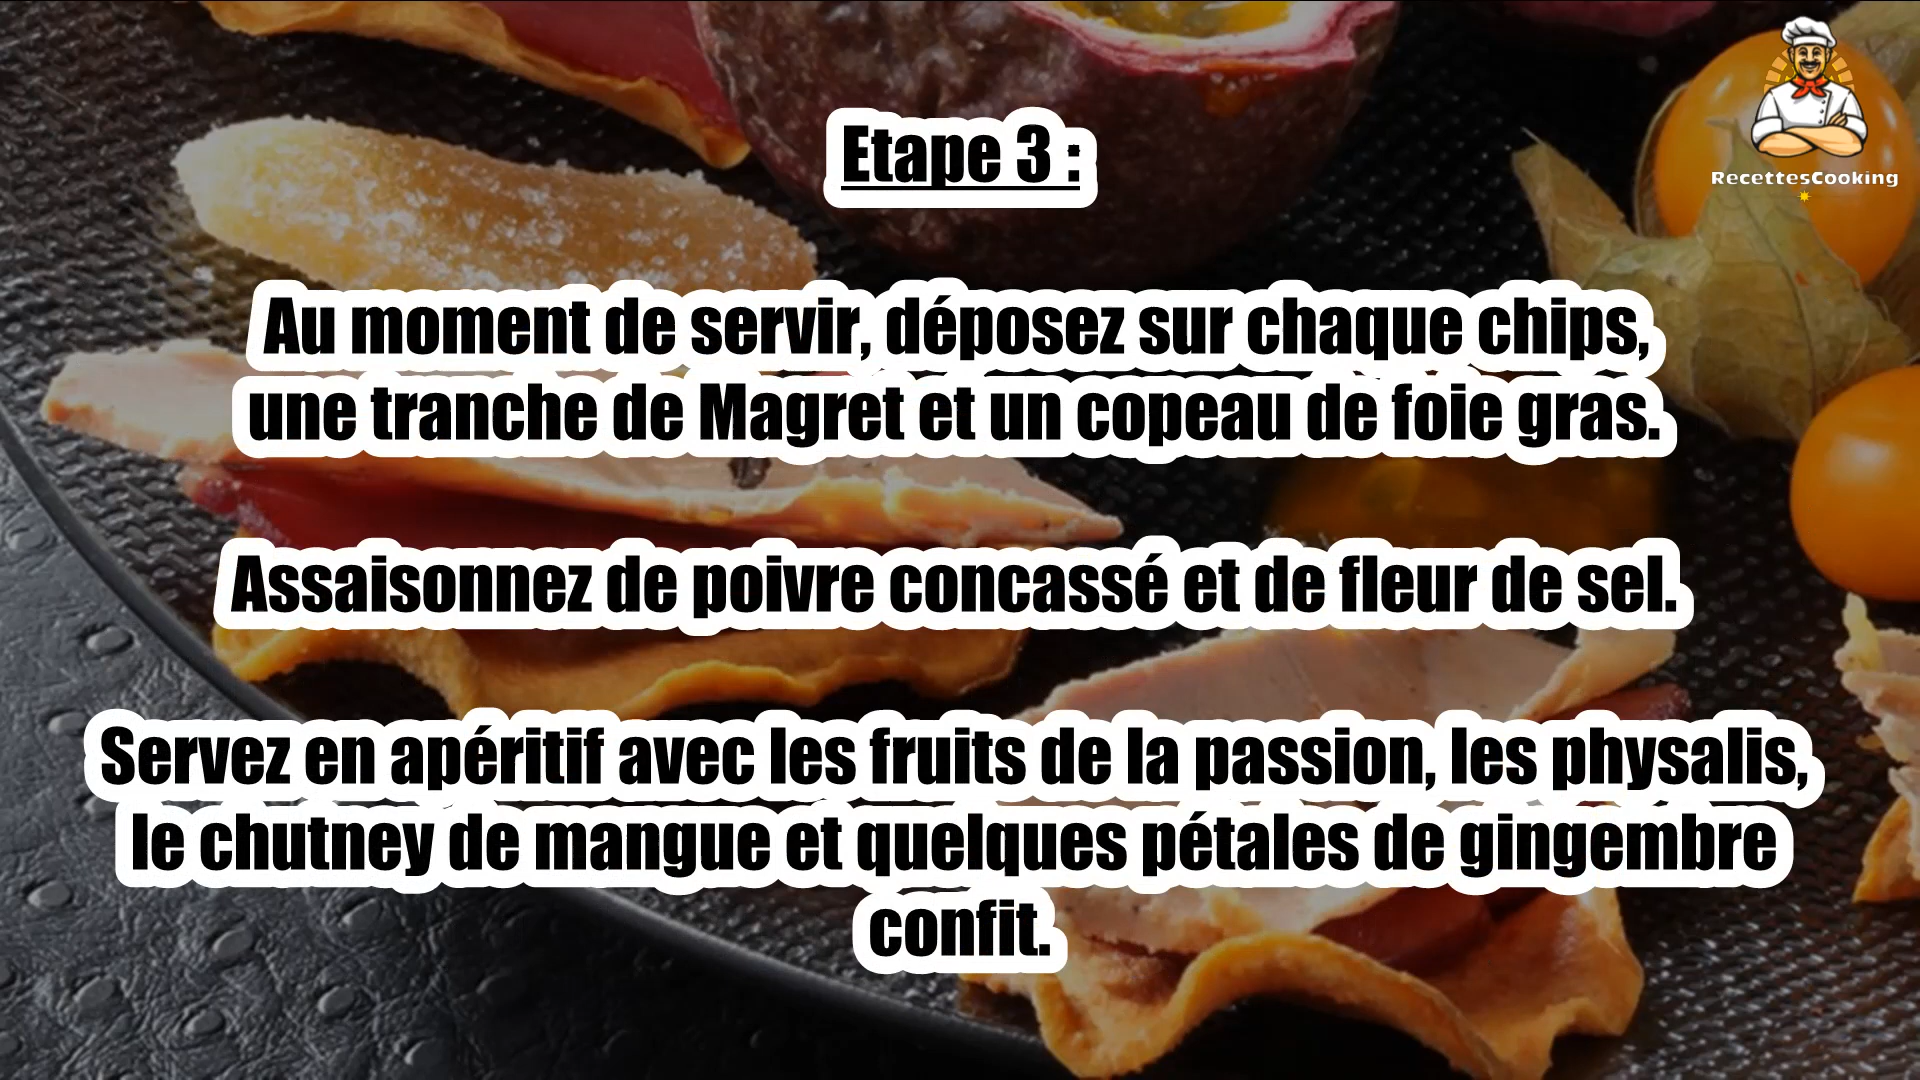 RecettesCooking
Etape 3 :
Au moment de servir, déposez sur chaque chips,
une tranche de Magret et un copeau de foie gras.
Assaisonnez de poivre concassé et de fleur de sel.
Servez en apéritif avec les fruits de la passion, les physalis,
le chutney de mangue et quelques pétales de gingembre
confit.